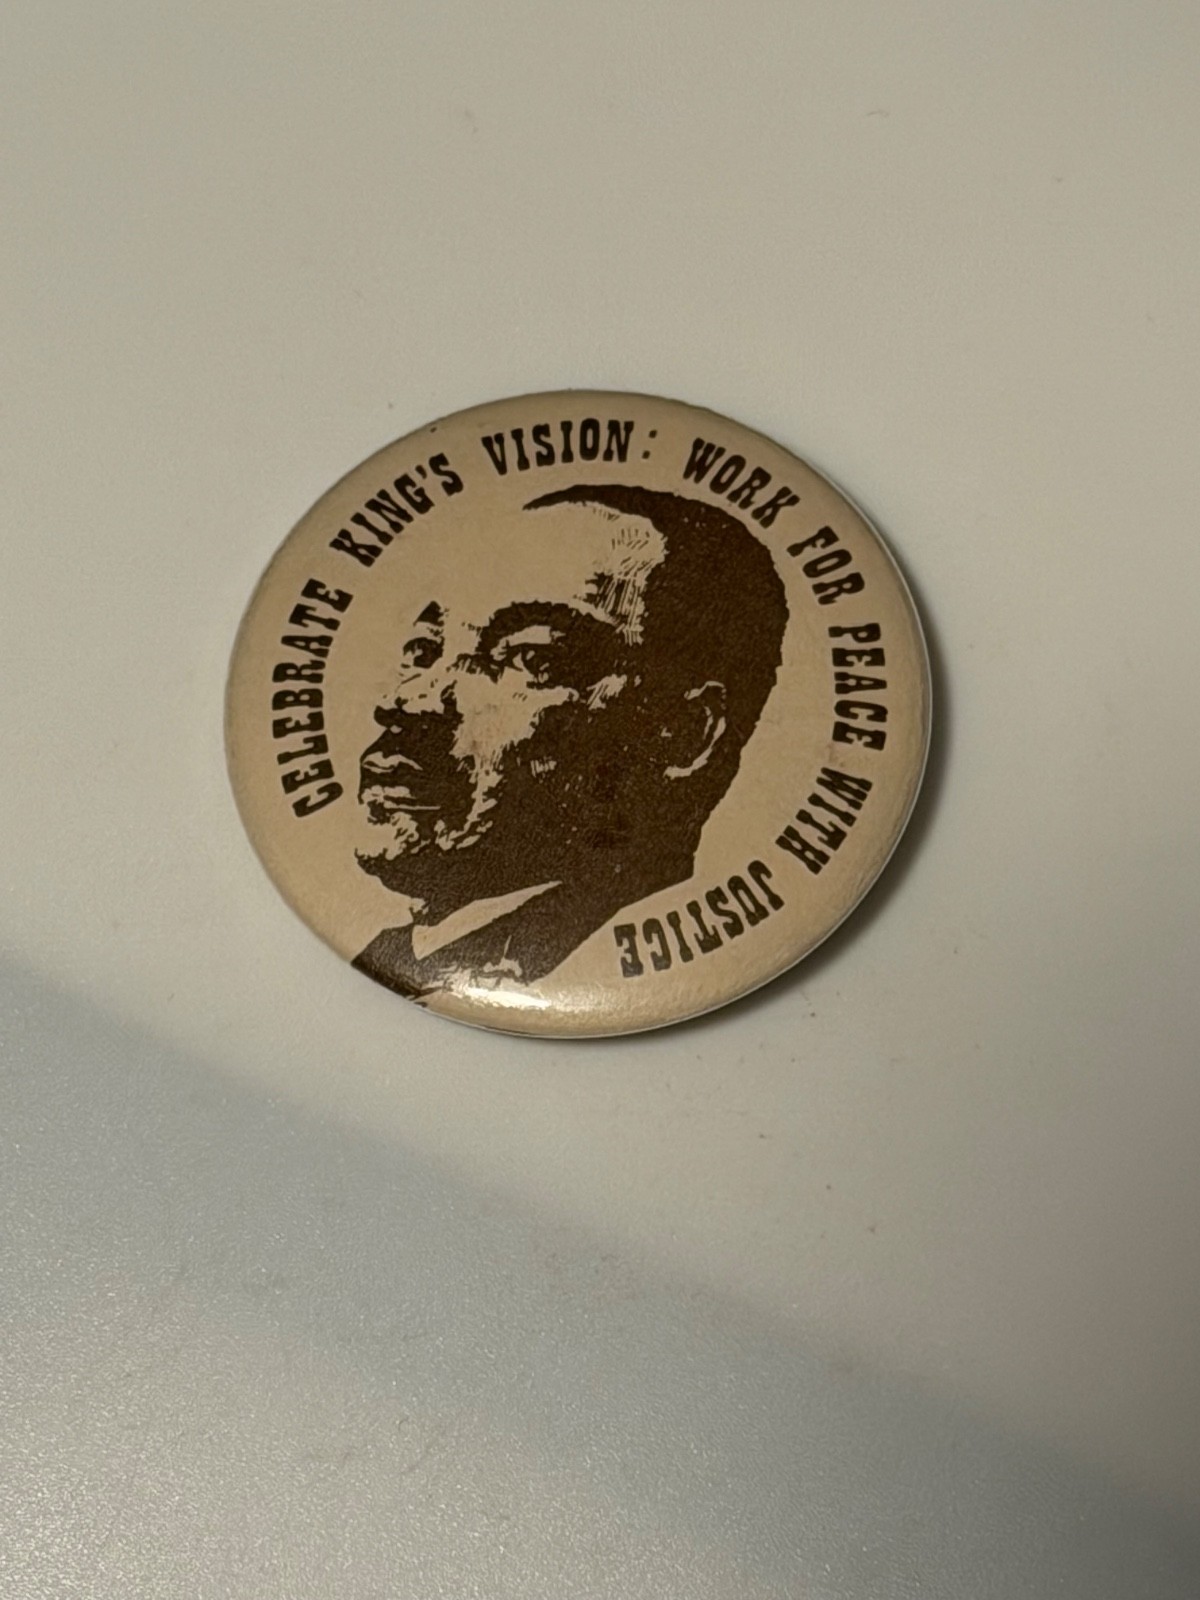 CELEBRATE KING'S VISION: WORK FOR PEACE WITH JUSTICE